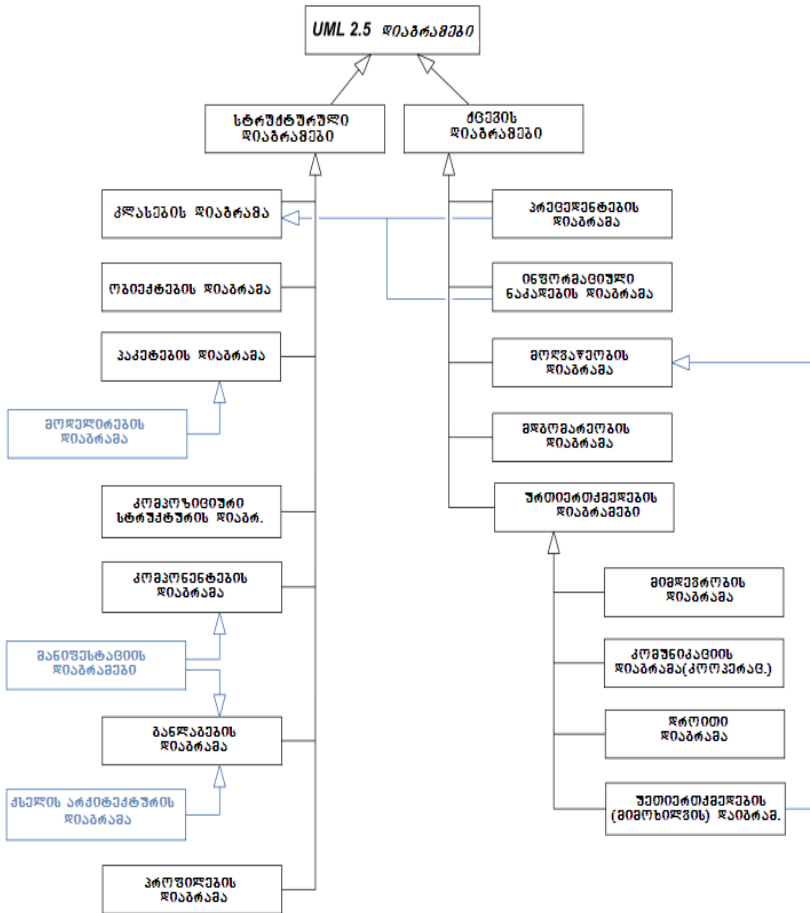 UML 2.5 დიაგრამები
სტრუქტურული
დიაგრამები
კლასების დიაგრამა
ობიექტების დიაგრამა
პაკეტების დიაგრამა
მოდელირების
დიაგრამა
კომპოზიციური
სტრუქტურის დიაგრ.
კომპონენტების
დიაგრამა
მანიფესტაციის
დიაგრამები
განლაგების
დიაგრამა
ქსელის არქიტექტურის
დიაგრამა
პროფილების
დიაგრამა
ქცევის
დიაგრამები
პრეცედენტების
დიაგრამა
ინფორმაციული
ნაკადების დიაგრამა
მოღვაწეობის
დიაგრამა
მდგომარეობის
დიაგრამა
ურთიერთქმედების
დიაგრამები
მიმდევრობის
დიაგრამა
კომუნიკაციის
დიაგრამა(კოოპერაც.)
დროითი
დიაგრამა
უეთიერთქმედების
(მიმოხილვის) დაიგრამ.